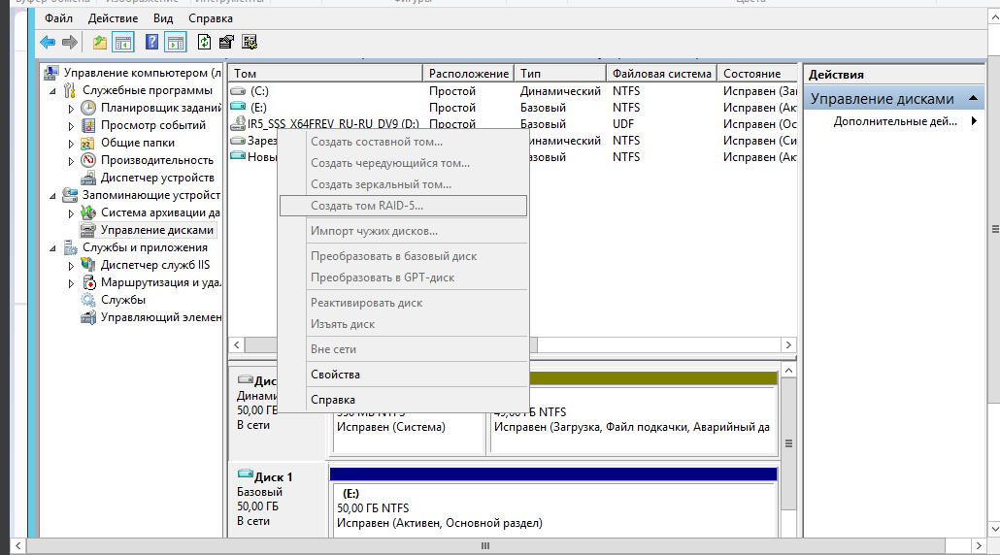 Буфер обмена Изображение Фигуры Цвета
Файл Действие Вид Справка
Управление компьютером (л
Служебные программы
Планировщик заданий
Просмотр событий
Общие папки
Производительность
Диспетчер устройств
Запоминающие устройст
Система архивации да
Управление дисками
Службы и приложения
Диспетчер служб IIS
Маршрутизация и уда
Службы
Управляющий элемен
Том Расположение Тип Файловая система Состояние
(C:) Простой Динамический NTFS Исправен (Заг
(E:) Простой Базовый NTFS Исправен (Ак
IR5_SSS_X64FREV_RU-RU_DV9 (D:) Простой Базовый UDF Исправен (Ос
Зарез инамический NTFS Исправен (Си
Новы азовый NTFS Исправен (Ак
Создать составной том...
Создать чередующийся том...
Создать зеркальный том...
Создать том RAID-5...
Импорт чужих дисков...
Преобразовать в базовый диск
Преобразовать в GPT-диск
Реактивировать диск
Изъять диск
Вне сети
Свойства
Справка
Дис
Динами
50,00 ГБ
В сети
350 МБ NTFS
Исправен (Система)
ГБ NTFS
Исправен (Загрузка, Файл подкачки, Аварийный да
Диск 1
Базовый
50,00 ГБ
В сети
(E:)
50,00 ГБ NTFS
Исправен (Активен, Основной раздел)
Действия
Управление дисками
Дополнительные дей...